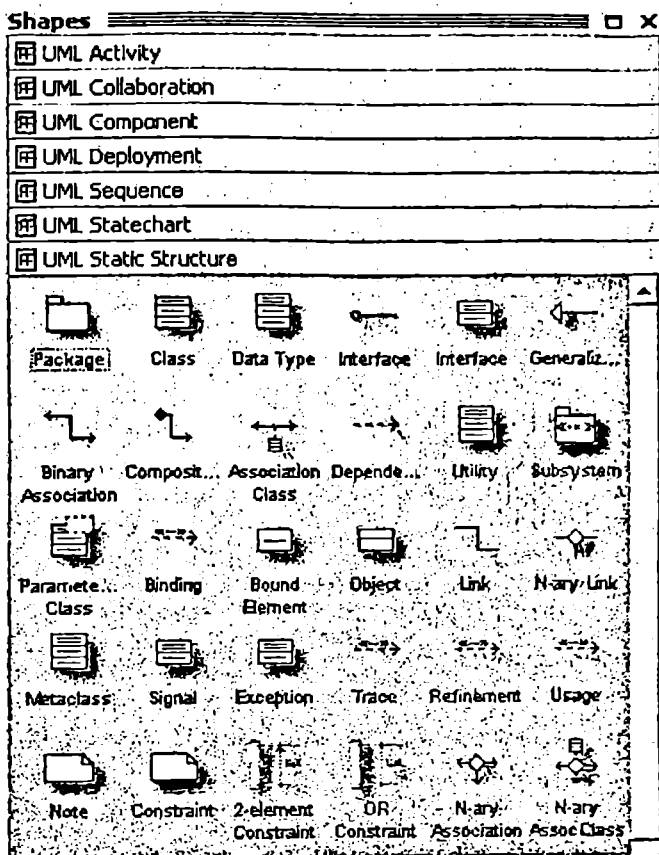 Shapes
UML Activity
UML Collaboration
UML Component
UML Deployment
UML Sequence
UML Statechart
UML Static Structure
Package Class Data Type Interface Interface Generaliz...
Binary Composit... Association Depende... Utility Subsystem
Association Class
Paramete... Binding Bound Object Link N-ary Link
Class Element
Metaclass Signal Exception Trace Refinement Usage
Note Constraint 2-element OR N-ary N-ary
Constraint Constraint Association AssocClass